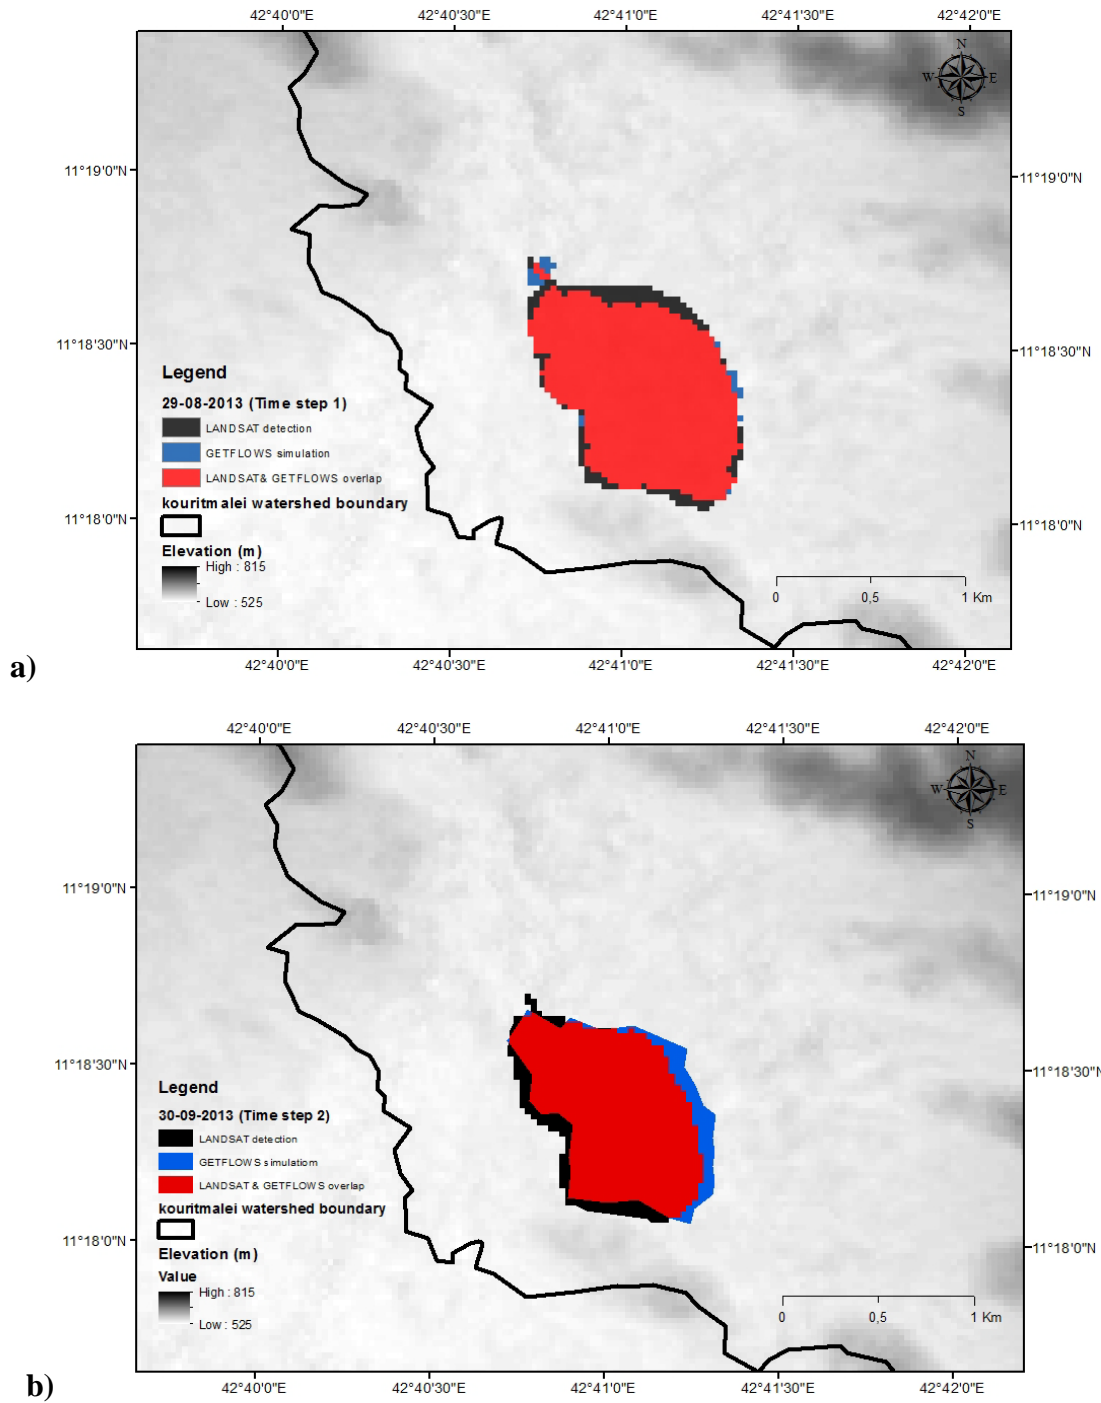 42°40'0"E 42°40'30"E 42°41'0"E 42°41'30"E 42°42'0"E
N
W E
S
11°19'0"N 11°19'0"N
11°18'30"N 11°18'30"N
Legend
29-08-2013 (Time step 1)
LANDSAT detection
GETFLOWS simulation
LANDSAT& GETFLOWS overlap
kouritmalei watershed boundary
11°18'0"N 11°18'0"N
Elevation (m)
High : 815
Low : 525
0 0,5 1 Km
42°40'0"E 42°40'30"E 42°41'0"E 42°41'30"E 42°42'0"E
a)
42°40'0"E 42°40'30"E 42°41'0"E 42°41'30"E 42°42'0"E
N
W E
S
11°19'0"N 11°19'0"N
11°18'30"N 11°18'30"N
Legend
30-09-2013 (Time step 2)
LANDSAT detection
GETFLOWS simulatiom
LANDSAT & GETFLOWS overlap
kouritmalei watershed boundary
11°18'0"N 11°18'0"N
Elevation (m)
Value
High : 815
Low : 525
0 0,5 1 Km
42°40'0"E 42°40'30"E 42°41'0"E 42°41'30"E 42°42'0"E
b)